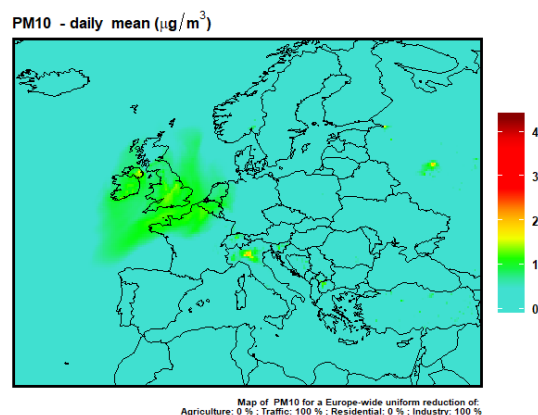 PM10 - daily mean (μg/m³)
4
3
2
1
0
Map of PM10 for a Europe-wide uniform reduction of:
Agriculture: 0 % : Traffic: 100 % : Residential: 0 % : Industry: 100 %